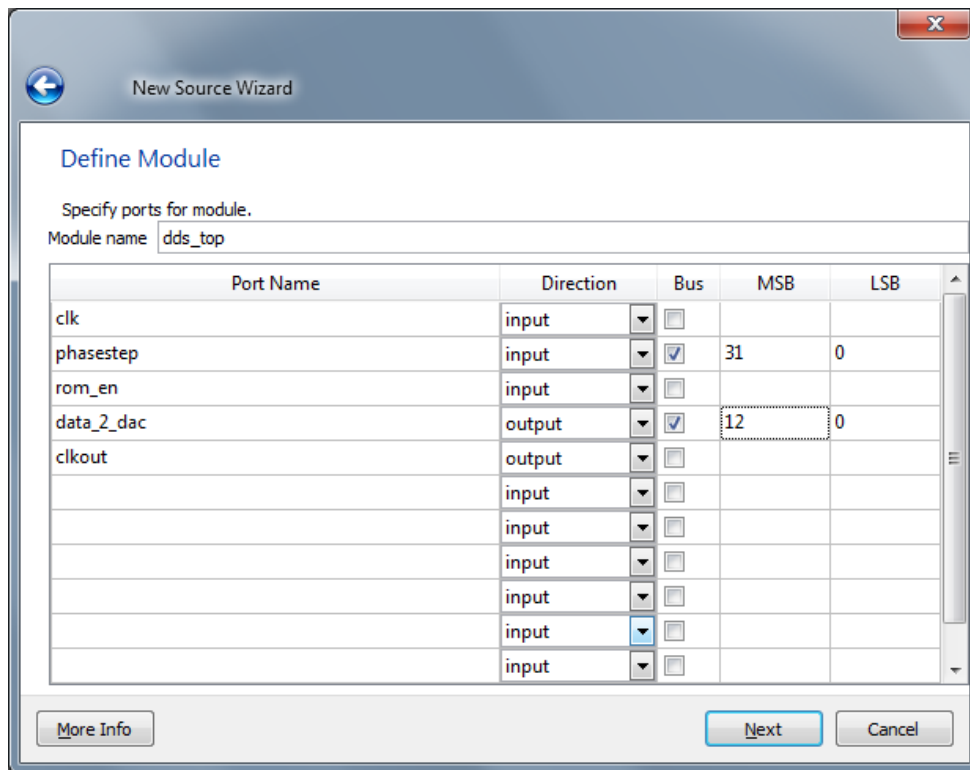 New Source Wizard
Define Module
Specify ports for module.
Module name dds_top
Port Name Direction Bus MSB LSB
clk input
phasestep input 31 0
rom_en input
data_2_dac output 12 0
clkout output
input
input
input
input
input
input
More Info Next Cancel